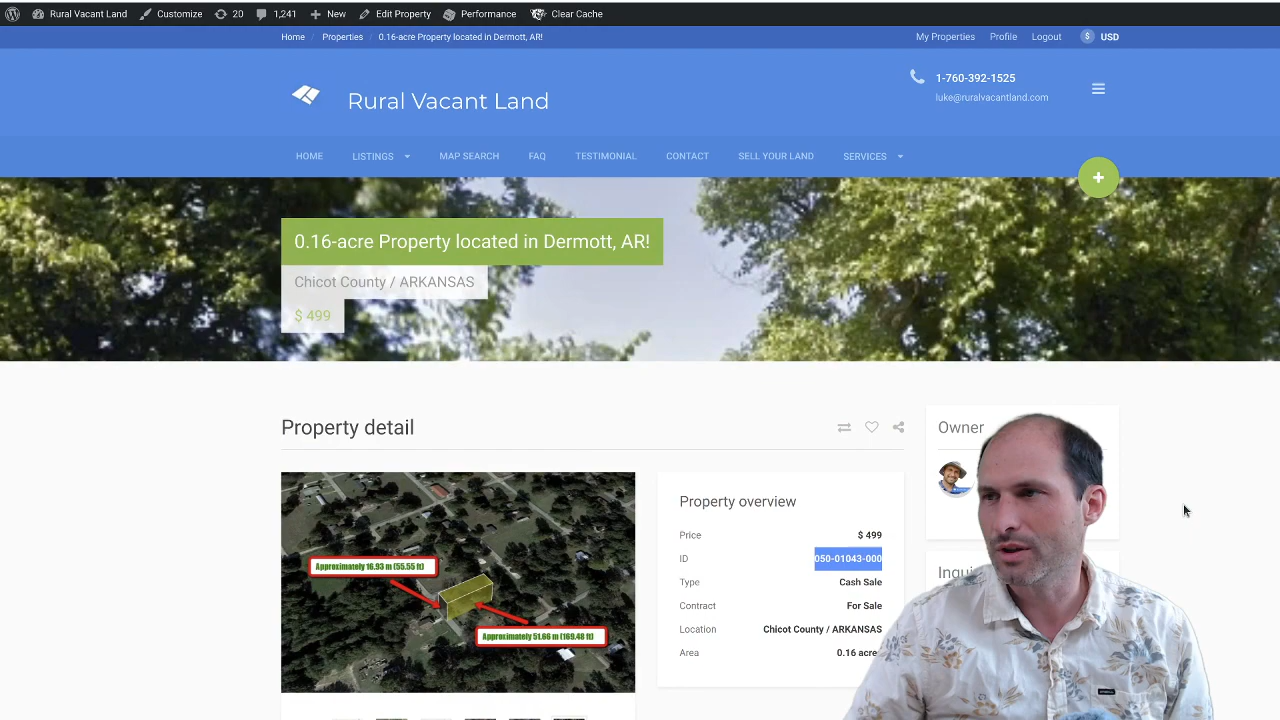 Rural Vacant Land Customize 20 1,241 New Edit Property Performance Clear Cache
Home / Properties / 0.16-acre Property located in Dermott, AR! My Properties Profile Logout $ USD
1-760-392-1525
Rural Vacant Land
luke@ruralvacantland.com
HOME LISTINGS MAP SEARCH FAQ TESTIMONIAL CONTACT SELL YOUR LAND SERVICES
0.16-acre Property located in Dermott, AR!
Chicot County / ARKANSAS
$ 499
Property detail
Owner
Property overview
Price $ 499
ID 050-01043-000
Type Cash Sale
Contract For Sale
Location Chicot County / ARKANSAS
Area 0.16 acre
Approximately 16.93 m (55.55 ft)
Approximately 51.66 m (169.48 ft)